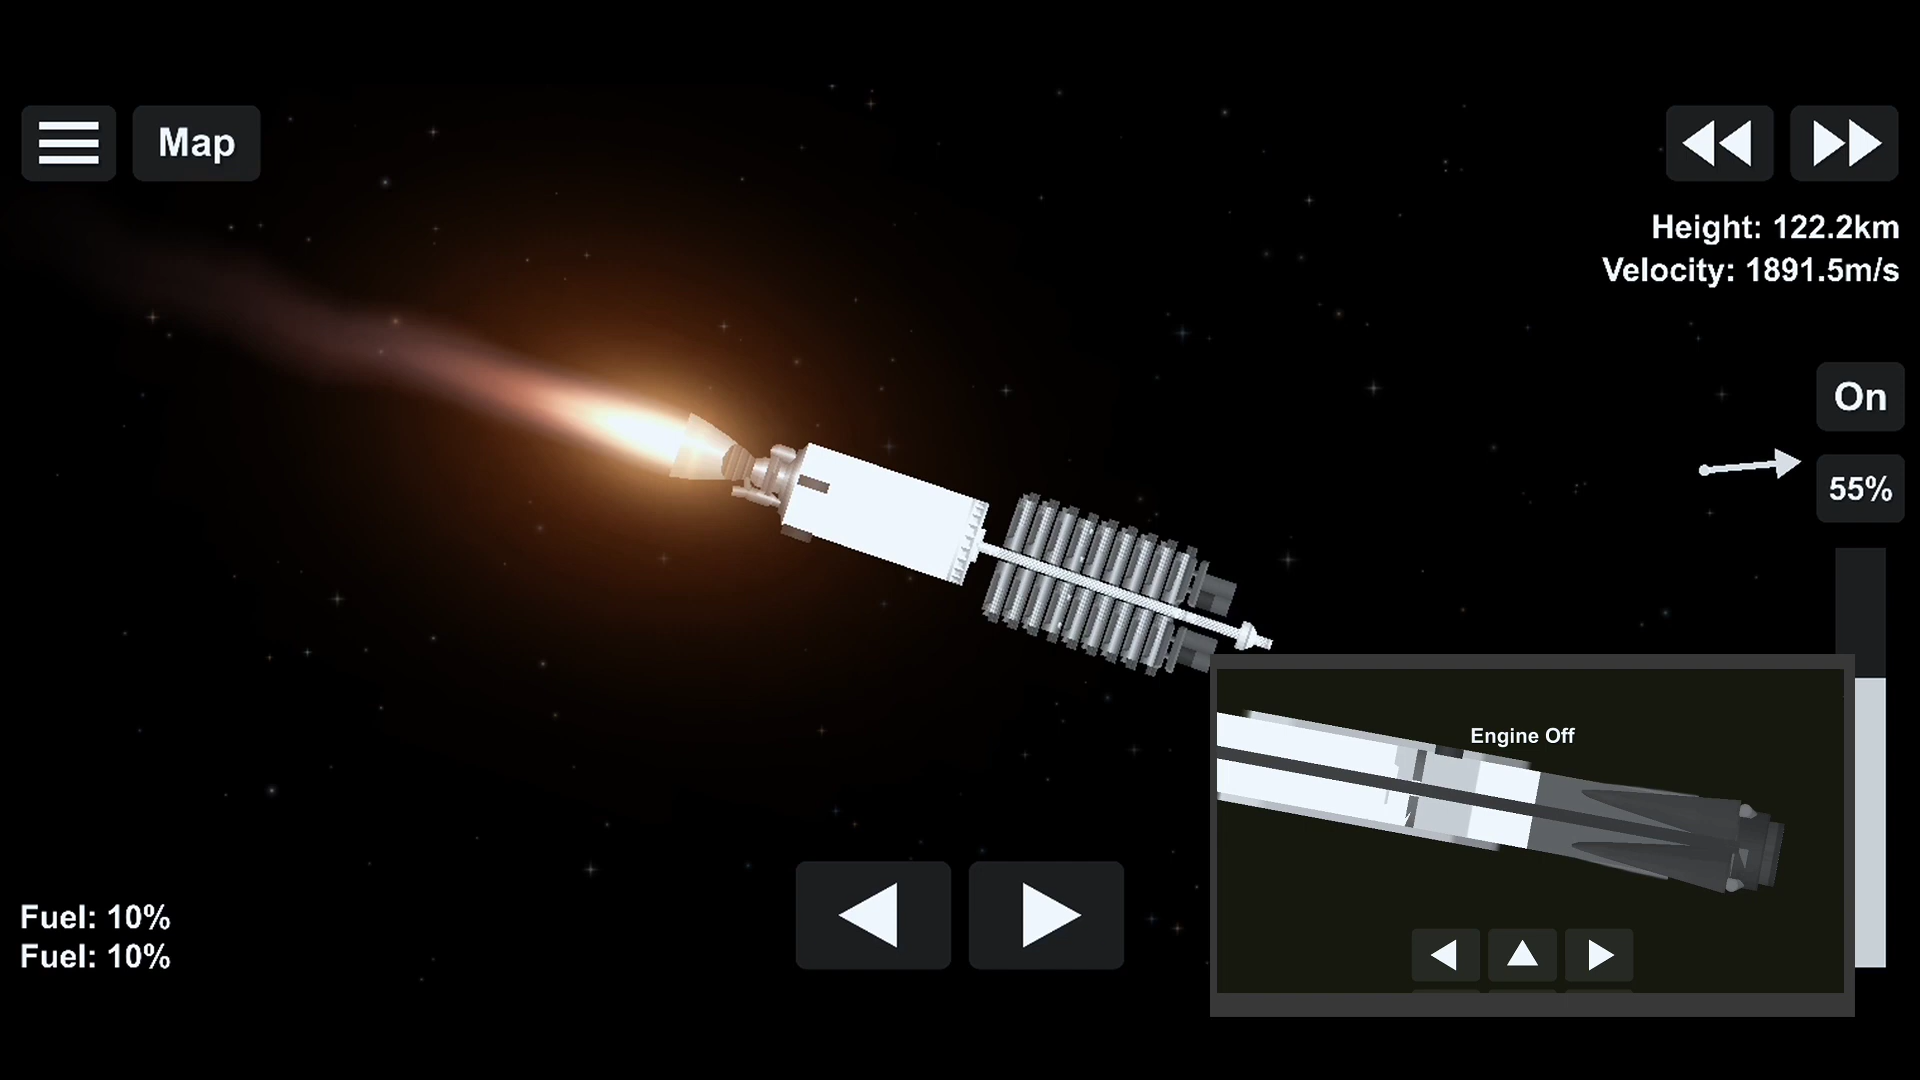 Map
Height: 122.2km
Velocity: 1891.5m/s
On
55%
Engine Off
Fuel: 10%
Fuel: 10%